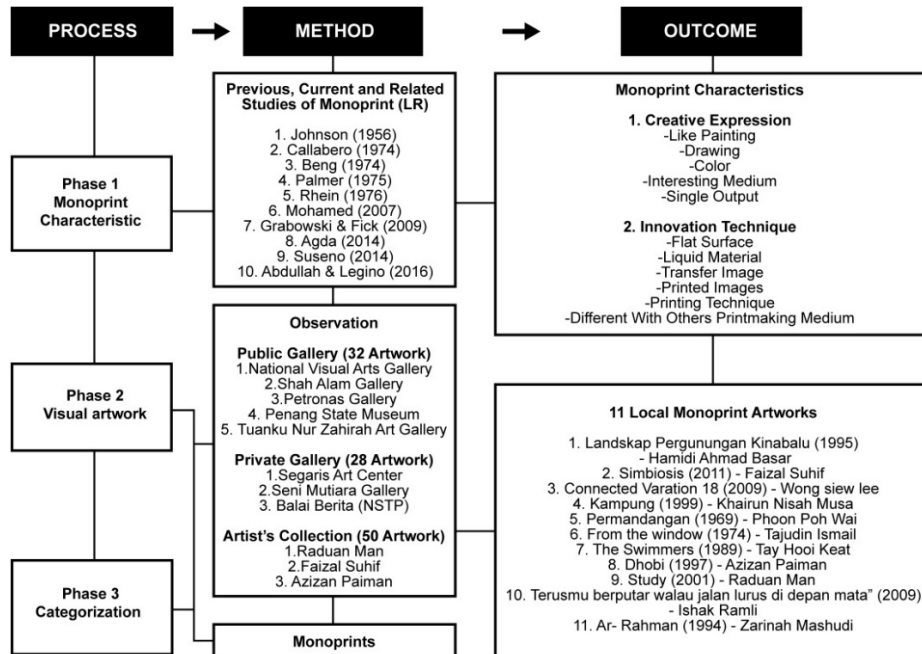 PROCESS
METHOD
OUTCOME
Phase 1
Monoprint
Characteristic
Phase 2
Visual artwork
Phase 3
Categorization
Previous, Current and Related
Studies of Monoprint (LR)
1. Johnson (1956)
2. Callabero (1974)
3. Beng (1974)
4. Palmer (1975)
5. Rhein (1976)
6. Mohamed (2007)
7. Grabowski & Fick (2009)
8. Agda (2014)
9. Suseno (2014)
10. Abdullah & Legino (2016)
Observation
Public Gallery (32 Artwork)
1.National Visual Arts Gallery
2.Shah Alam Gallery
3.Petronas Gallery
4. Penang State Museum
5. Tuanku Nur Zahirah Art Gallery
Private Gallery (28 Artwork)
1.Segaris Art Center
2.Seni Mutiara Gallery
3. Balai Berita (NSTP)
Artist's Collection (50 Artwork)
1.Raduan Man
2.Faizal Suhif
3. Azizan Paiman
Monoprints
Monoprint Characteristics
1. Creative Expression
-Like Painting
-Drawing
-Color
-Interesting Medium
-Single Output
2. Innovation Technique
-Flat Surface
-Liquid Material
-Transfer Image
-Printed Images
-Printing Technique
-Different With Others Printmaking Medium
11 Local Monoprint Artworks
1. Landskap Pergunungan Kinabalu (1995)
- Hamidi Ahmad Basar
2. Simbiosis (2011) - Faizal Suhif
3. Connected Varation 18 (2009) - Wong siew lee
4. Kampung (1999) - Khairun Nisah Musa
5. Permandangan (1969) - Phoon Poh Wai
6. From the window (1974) - Tajudin Ismail
7. The Swimmers (1989) - Tay Hooi Keat
8. Dhobi (1997) - Azizan Paiman
9. Study (2001) - Raduan Man
10. Terusmu berputar walau jalan lurus di depan mata” (2009)
- Ishak Ramli
11. Ar- Rahman (1994) - Zarinah Mashudi